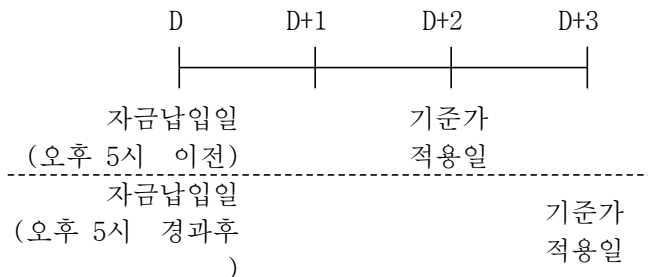 D D+1 D+2 D+3
자금납입일 기준가
(오후 5시 이전) 적용일
자금납입일
(오후 5시 경과후
)
기준가
적용일